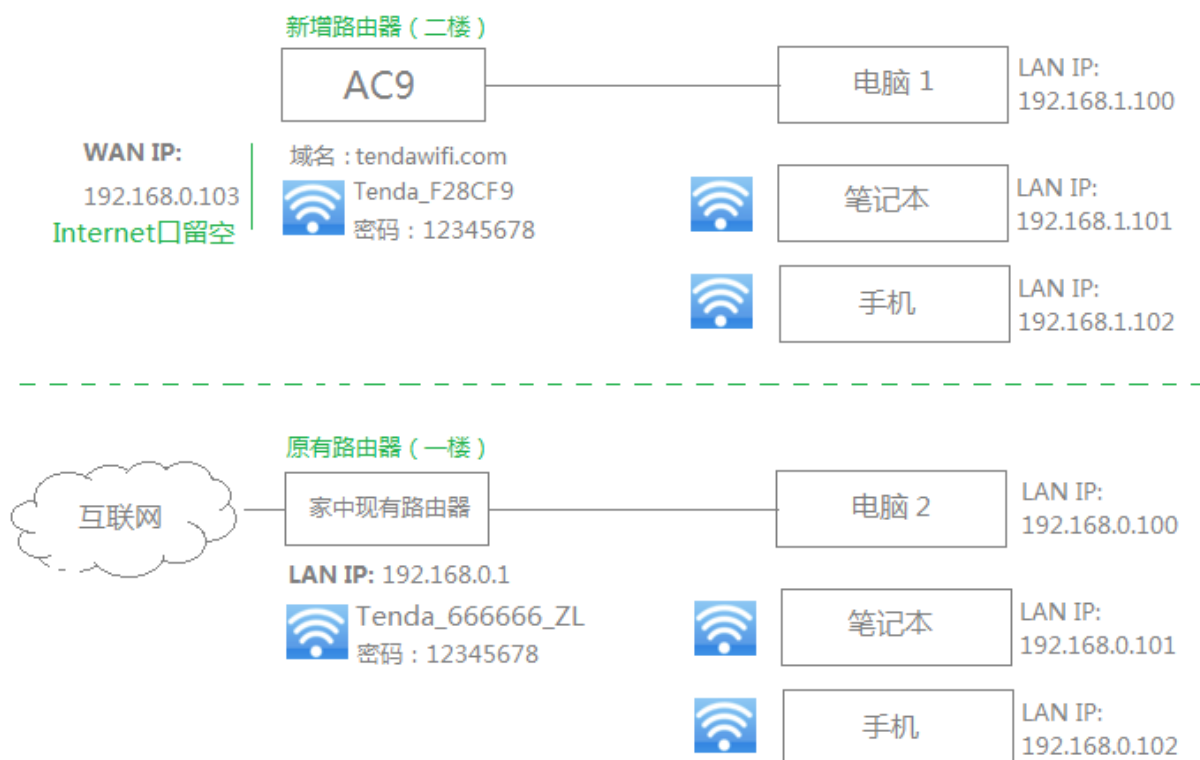 新增路由器（二楼）
AC9
电脑 1
LAN IP:
192.168.1.100
WAN IP:
192.168.0.103
Internet口留空
域名：tendawifi.com
Tenda_F28CF9
密码：12345678
笔记本
LAN IP:
192.168.1.101
手机
LAN IP:
192.168.1.102
原有路由器（一楼）
互联网
家中现有路由器
电脑 2
LAN IP:
192.168.0.100
LAN IP: 192.168.0.1
Tenda_666666_ZL
密码：12345678
笔记本
LAN IP:
192.168.0.101
手机
LAN IP:
192.168.0.102